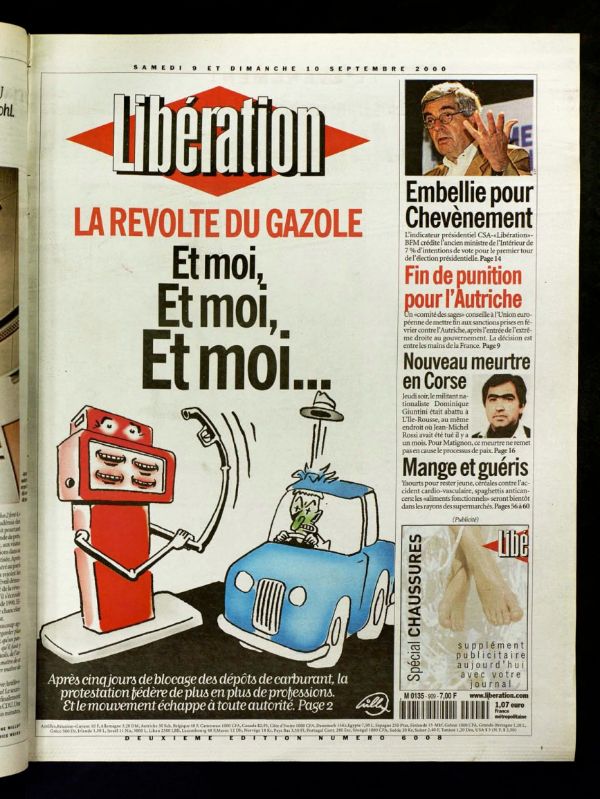 SAMEDI 9 ET DIMANCHE 10 SEPTEMBRE 2000
Libération
LA REVOLTE DU GAZOLE
Et moi,
Et moi,
Et moi...
Après cinq jours de blocage des dépôts de carburant, la
protestation fédère de plus en plus de professions.
Et le mouvement échappe à toute autorité. Page 2
Willem
Embellie pour
Chevènement
L'indicateur présidentiel CSA-«Libération»-
BFM crédite l'ancien ministre de l'Intérieur de
7 % d'intentions de vote pour le premier tour
de l'élection présidentielle. Page 14
Fin de punition
pour l'Autriche
Un «comité des sages» conseille à l'Union euro-
péenne de mettre fin aux sanctions prises en fé-
vrier contre l'Autriche, après l'entrée de l'extrê-
me droite au gouvernement. La décision est
entre les mains de la France. Page 9
Nouveau meurtre
en Corse
Jeudi soir, le militant na-
tionaliste Dominique
Giuntini était abattu à
L'Ile-Rousse, au même
endroit où Jean-Michel
Rossi avait été tué il y a
un mois. Pour Matignon, ce meurtre ne remet
pas en cause le processus de paix. Page 16
Mange et guéris
Yaourts pour rester jeune, céréales contre l'ac-
cident cardio-vasculaire, spaghettis anticancer:
les «aliments fonctionnels» seront bientôt
dans les rayons des supermarchés. Pages 56 à 60
(Publicité)
Spécial CHAUSSURES
Libé
supplément
publicitaire
aujourd'hui
avec votre
journal
M 0135 - 909 - 7,00 F
www.liberation.com
1,07 euro
France
métropolitaine
DEUXIEME EDITION NUMERO 6008